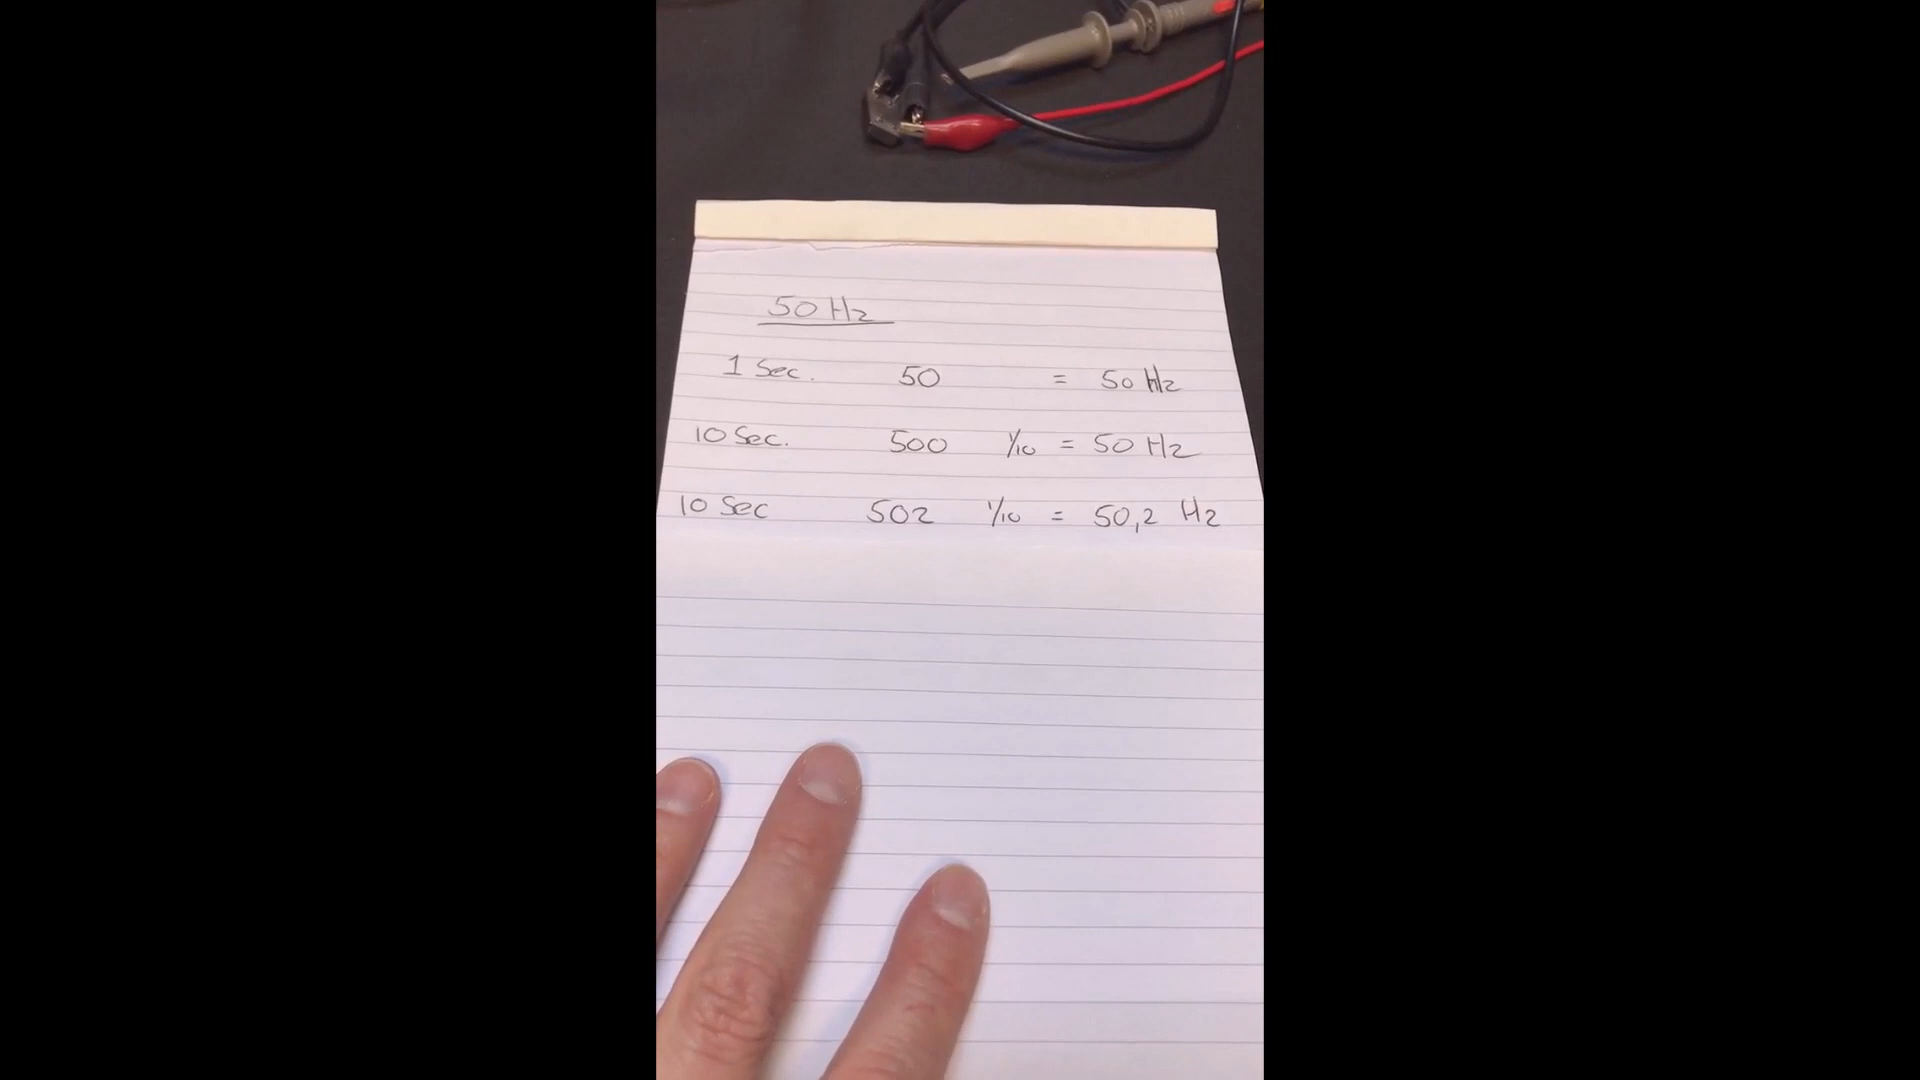 50 Hz
1 Sec. 50 = 50 Hz
10 Sec. 500 1/10 = 50 Hz
10 Sec 502 1/10 = 50,2 Hz